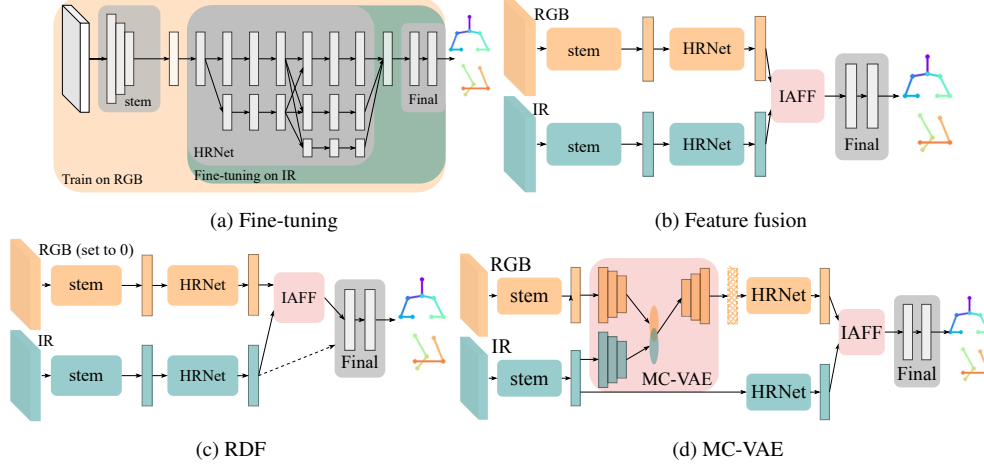 stem
HRNet
Final
Fine-tuning on IR
Train on RGB
(a) Fine-tuning
RGB
stem
HRNet
IAFF
IR
stem
HRNet
Final
(b) Feature fusion
RGB (set to 0)
stem
HRNet
IAFF
IR
stem
HRNet
Final
(c) RDF
RGB
stem
HRNet
IR
stem
MC-VAE
HRNet
IAFF
Final
(d) MC-VAE